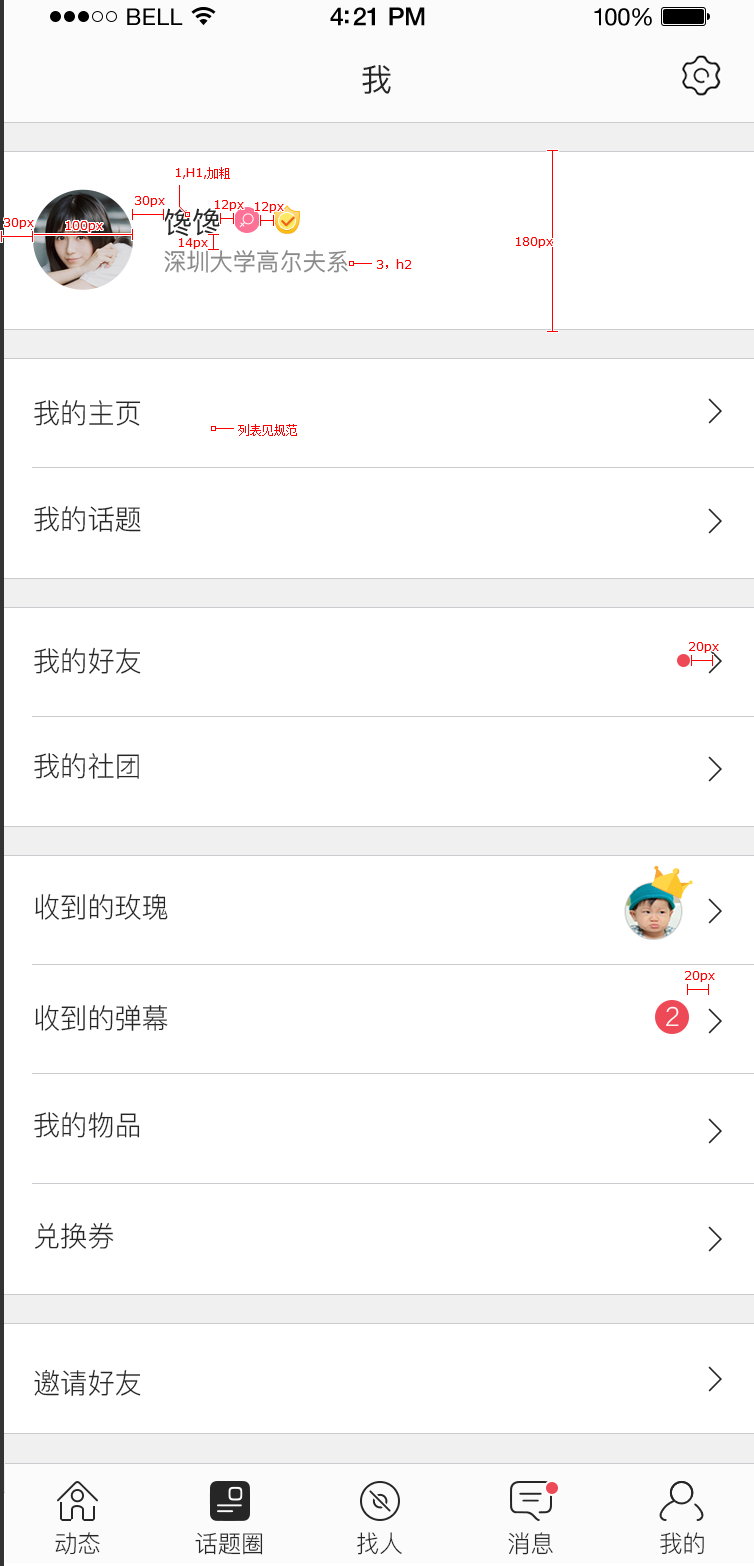 BELL 4:21 PM 100%
我
1,H1,加粗
30px 12px 12px
30px 100px
馋馋
14px 180px
深圳大学高尔夫系 3，h2
我的主页
列表见规范
我的话题
20px
我的好友
我的社团
收到的玫瑰
20px
收到的弹幕 2
我的物品
兑换券
邀请好友
动态 话题圈 找人 消息 我的